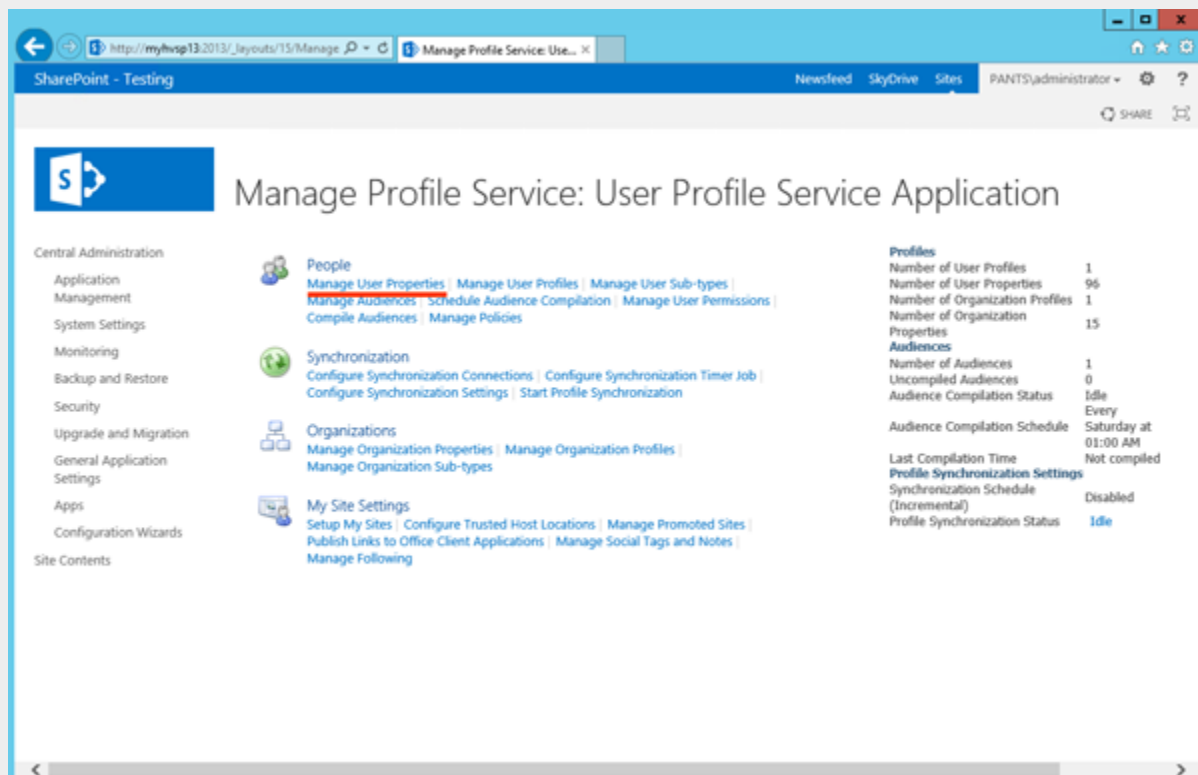 http://myhvsp13:2013/_layouts/15/Manage
Manage Profile Service: Use...
SharePoint - Testing
Newsfeed SkyDrive Sites PANTS\administrator ?
SHARE
S
Manage Profile Service: User Profile Service Application
Central Administration
Application
Management
System Settings
Monitoring
Backup and Restore
Security
Upgrade and Migration
General Application
Settings
Apps
Configuration Wizards
Site Contents
People
Manage User Properties | Manage User Profiles | Manage User Sub-types |
Manage Audiences | Schedule Audience Compilation | Manage User Permissions |
Compile Audiences | Manage Policies
Synchronization
Configure Synchronization Connections | Configure Synchronization Timer Job |
Configure Synchronization Settings | Start Profile Synchronization
Organizations
Manage Organization Properties | Manage Organization Profiles |
Manage Organization Sub-types
My Site Settings
Setup My Sites | Configure Trusted Host Locations | Manage Promoted Sites |
Publish Links to Office Client Applications | Manage Social Tags and Notes |
Manage Following
Profiles
Number of User Profiles 1
Number of User Properties 96
Number of Organization Profiles 1
Number of Organization
Properties 15
Audiences
Number of Audiences 1
Uncompiled Audiences 0
Audience Compilation Status Idle
Audience Compilation Schedule Every
Saturday at
01:00 AM
Last Compilation Time Not compiled
Profile Synchronization Settings
Synchronization Schedule
(Incremental) Disabled
Profile Synchronization Status Idle